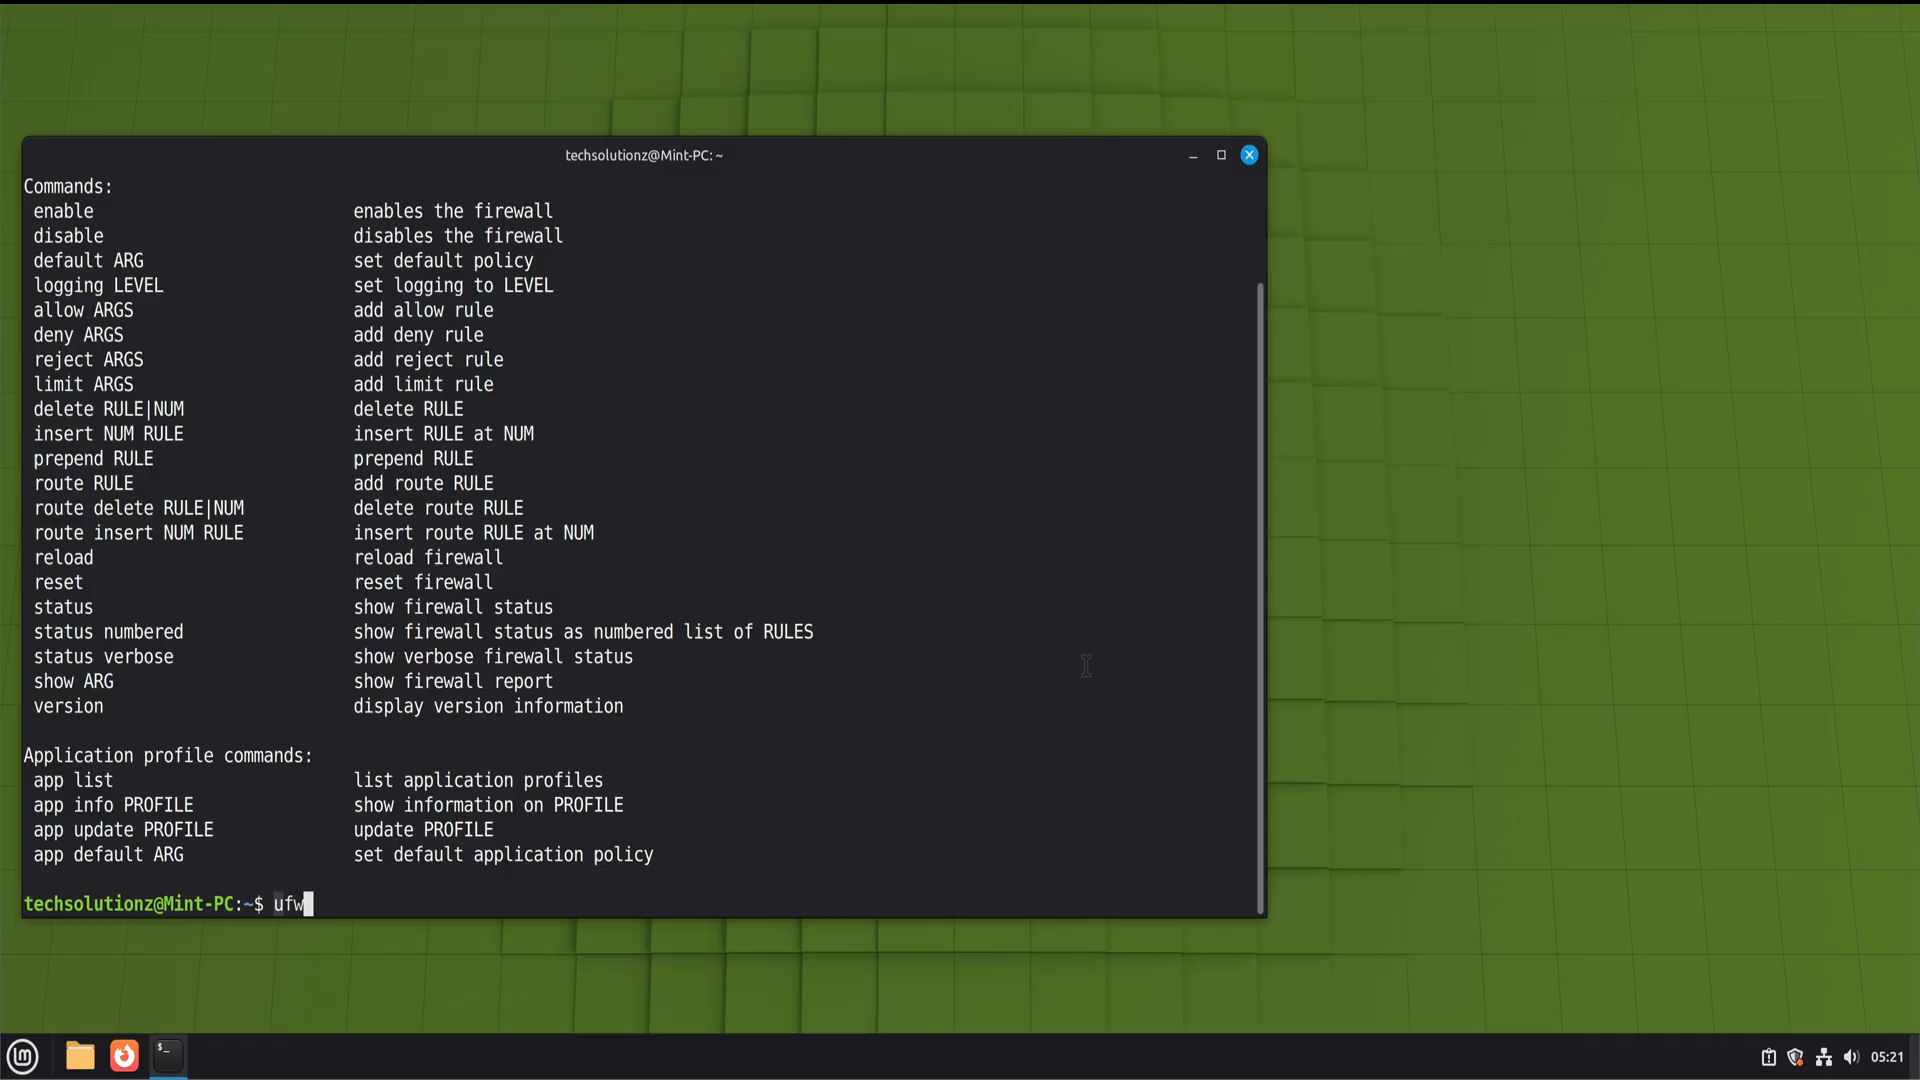 techsolutionz@Mint-PC: ~
Commands:
enable enables the firewall
disable disables the firewall
default ARG set default policy
logging LEVEL set logging to LEVEL
allow ARGS add allow rule
deny ARGS add deny rule
reject ARGS add reject rule
limit ARGS add limit rule
delete RULE|NUM delete RULE
insert NUM RULE insert RULE at NUM
prepend RULE prepend RULE
route RULE add route RULE
route delete RULE|NUM delete route RULE
route insert NUM RULE insert route RULE at NUM
reload reload firewall
reset reset firewall
status show firewall status
status numbered show firewall status as numbered list of RULES
status verbose show verbose firewall status
show ARG show firewall report
version display version information
Application profile commands:
app list list application profiles
app info PROFILE show information on PROFILE
app update PROFILE update PROFILE
app default ARG set default application policy
techsolutionz@Mint-PC:~$ ufw
05:21